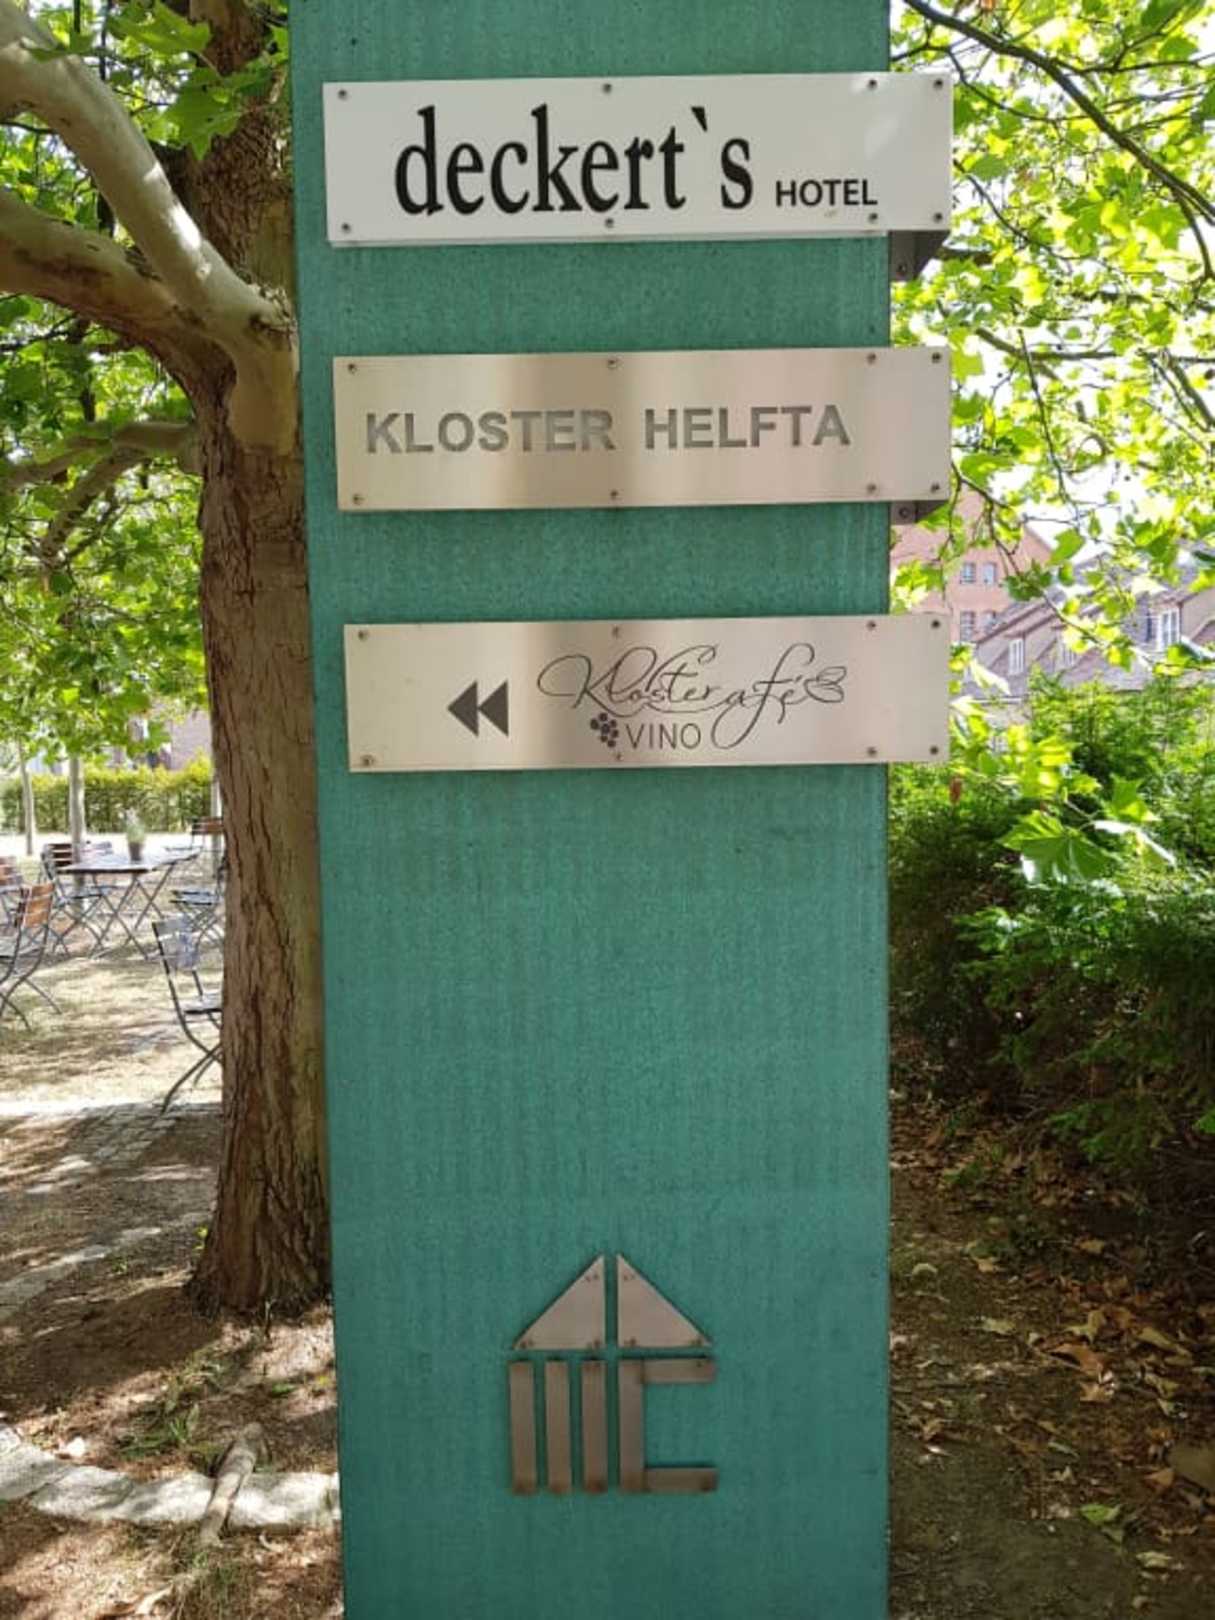 deckert`s HOTEL
KLOSTER HELFTA
Klostercafé
VINO